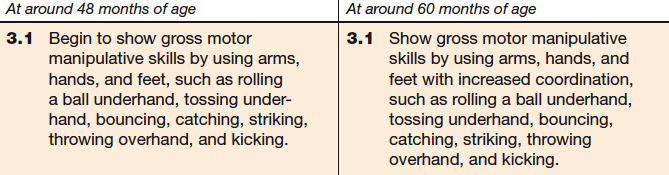 At around 48 months of age
3.1 Begin to show gross motor
manipulative skills by using arms,
hands, and feet, such as rolling
a ball underhand, tossing under-
hand, bouncing, catching, striking,
throwing overhand, and kicking.
At around 60 months of age
3.1 Show gross motor manipulative
skills by using arms, hands, and
feet with increased coordination,
such as rolling a ball underhand,
tossing underhand, bouncing,
catching, striking, throwing
overhand, and kicking.